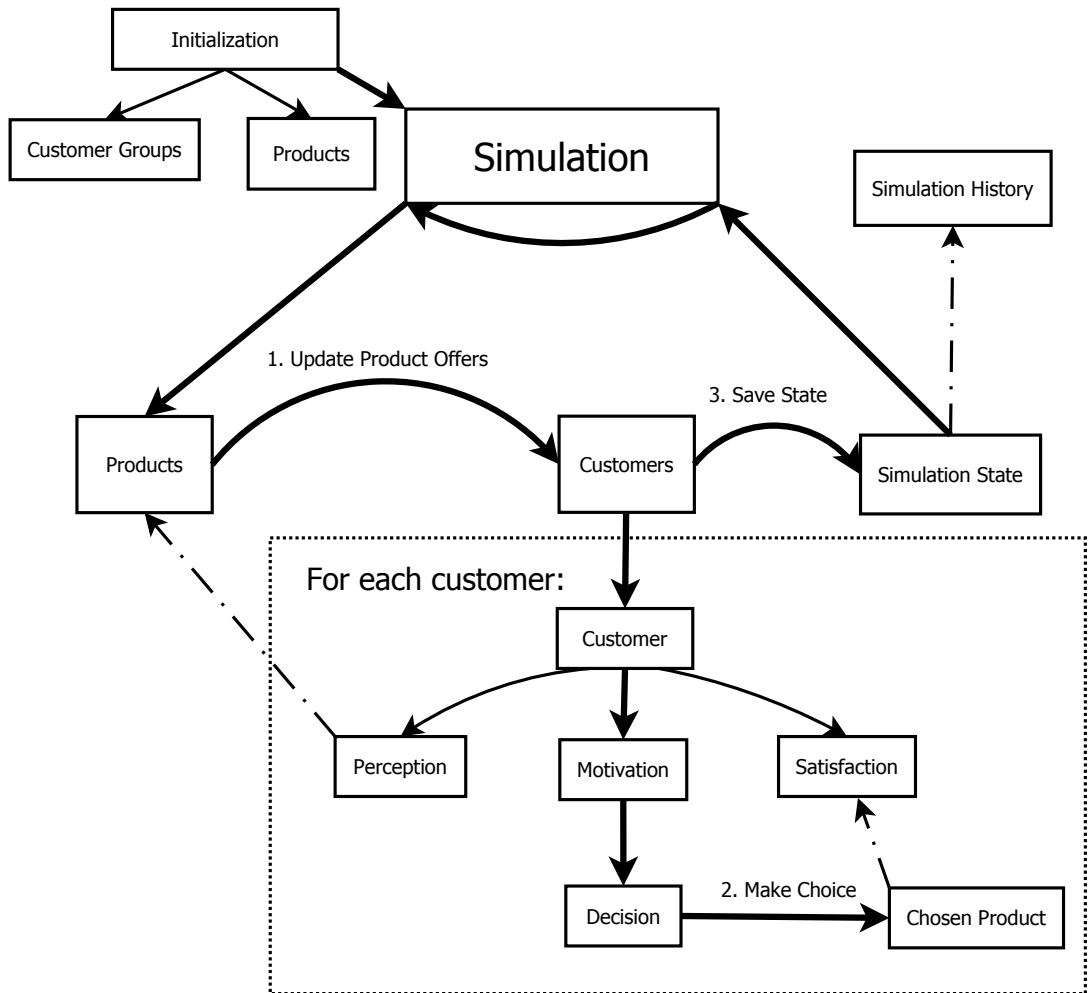 Initialization
Customer Groups
Products
Simulation
Simulation History
1. Update Product Offers
3. Save State
Products
Customers
Simulation State
For each customer:
Customer
Perception
Motivation
Satisfaction
2. Make Choice
Decision
Chosen Product